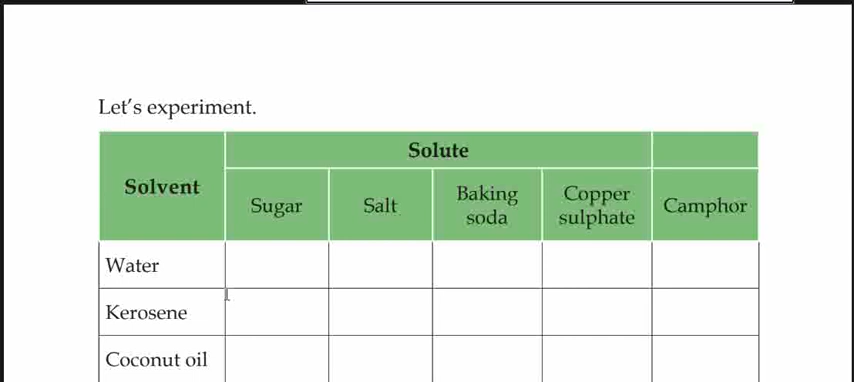 Let's experiment.
Solute
Solvent
Sugar
Salt
Baking
soda
Copper
sulphate
Camphor
Water
Kerosene
Coconut oil